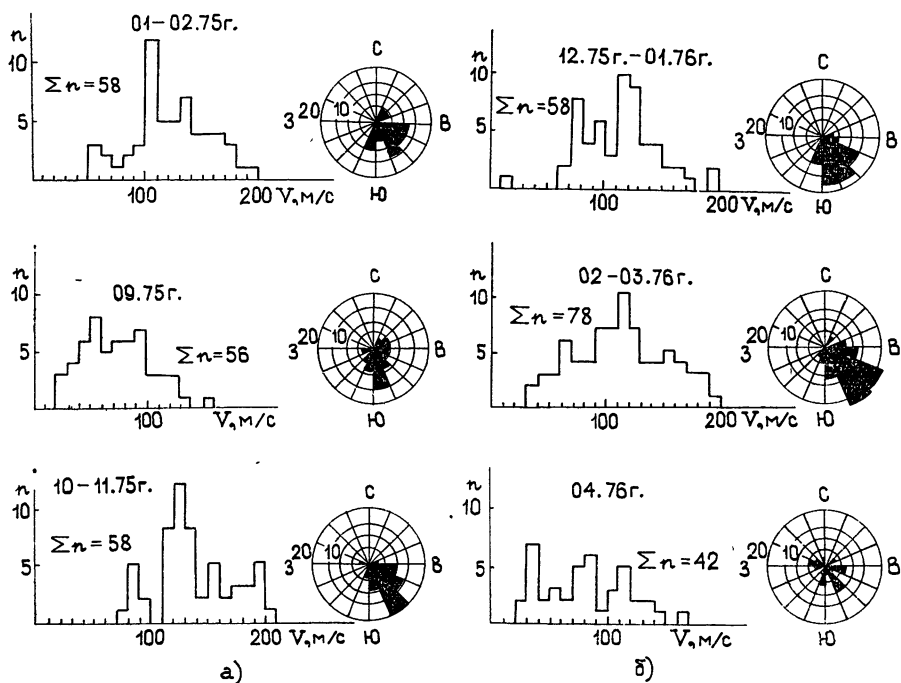 01-02.75г.
n
10
5
Σn=58
100 200 V,м/с
С
З 20 10 В
Ю
12.75г.-01.76г.
n
10
5
Σn=58
100 200 V,м/с
С
З 20 10 В
Ю
09.75г.
n
10
5
Σn=56
100 V,м/с
С
З 20 10 В
Ю
02-03.76г.
n
10
5
Σn=78
100 200 V,м/с
С
З 20 10 В
Ю
10-11.75г.
n
10
5
Σn=58
100 200 V,м/с
С
З 20 10 В
Ю
04.76г.
n
10
5
Σn=42
100 V,м/с
С
З 20 10 В
Ю
а)
б)